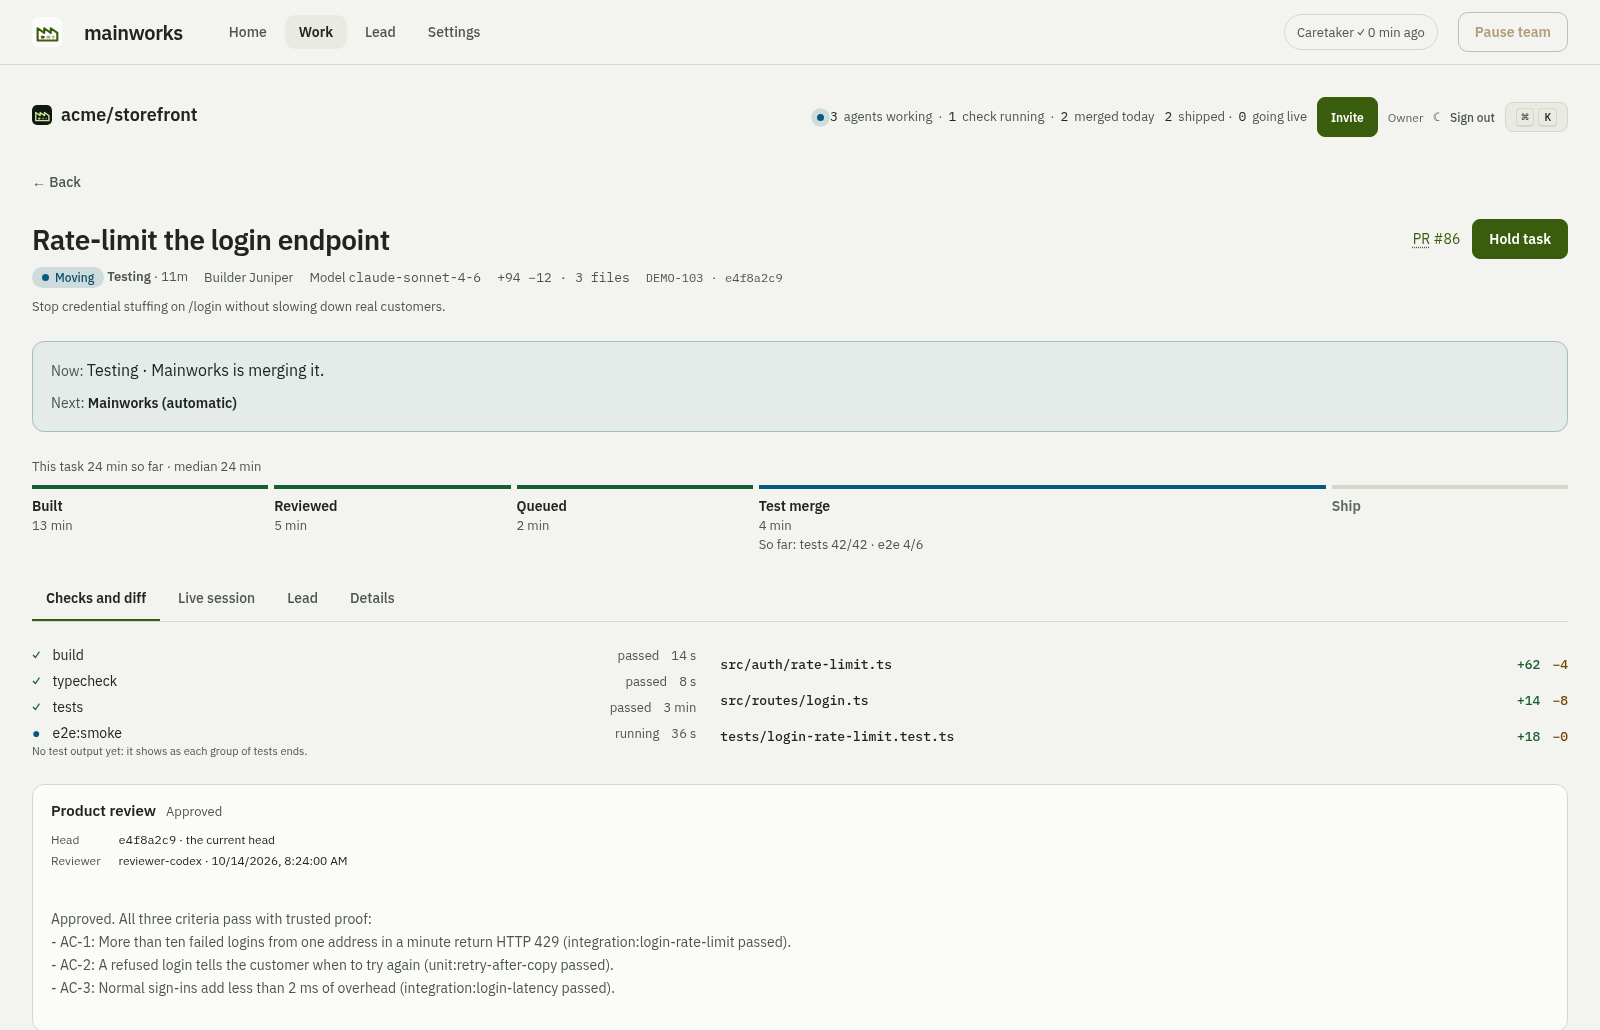 mainworks
Home Work Lead Settings
Caretaker ✓ 0 min ago
Pause team
acme/storefront
3 agents working · 1 check running · 2 merged today 2 shipped · 0 going live
Invite
Owner ☾ Sign out ⌘ K
← Back
Rate-limit the login endpoint
PR #86 Hold task
Moving Testing · 11m Builder Juniper Model claude-sonnet-4-6 +94 −12 · 3 files DEMO-103 · e4f8a2c9
Stop credential stuffing on /login without slowing down real customers.
Now: Testing · Mainworks is merging it.
Next: Mainworks (automatic)
This task 24 min so far · median 24 min
Built
13 min
Reviewed
5 min
Queued
2 min
Test merge
4 min
So far: tests 42/42 · e2e 4/6
Ship
Checks and diff Live session Lead Details
✓ build passed 14 s
✓ typecheck passed 8 s
✓ tests passed 3 min
● e2e:smoke running 36 s
No test output yet: it shows as each group of tests ends.
src/auth/rate-limit.ts +62 −4
src/routes/login.ts +14 −8
tests/login-rate-limit.test.ts +18 −0
Product review Approved
Head e4f8a2c9 · the current head
Reviewer reviewer-codex · 10/14/2026, 8:24:00 AM
Approved. All three criteria pass with trusted proof:
- AC-1: More than ten failed logins from one address in a minute return HTTP 429 (integration:login-rate-limit passed).
- AC-2: A refused login tells the customer when to try again (unit:retry-after-copy passed).
- AC-3: Normal sign-ins add less than 2 ms of overhead (integration:login-latency passed).